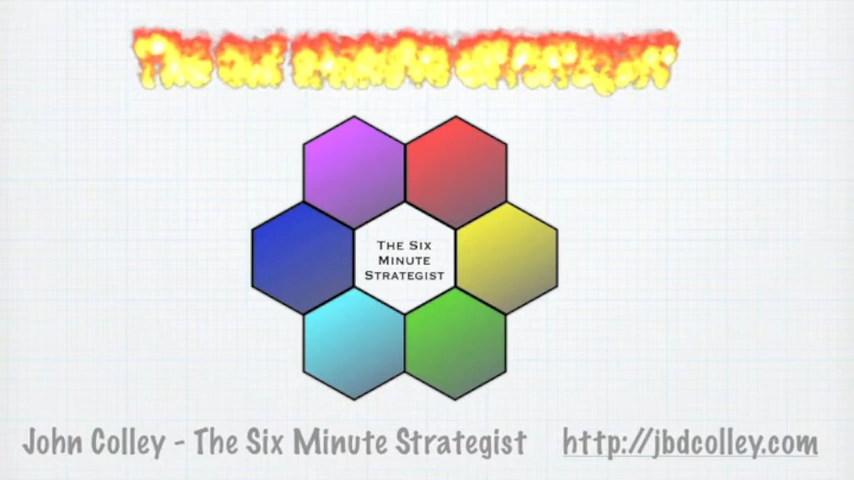 THE SIX
MINUTE
STRATEGIST
John Colley - The Six Minute Strategist http://jbdcolley.com